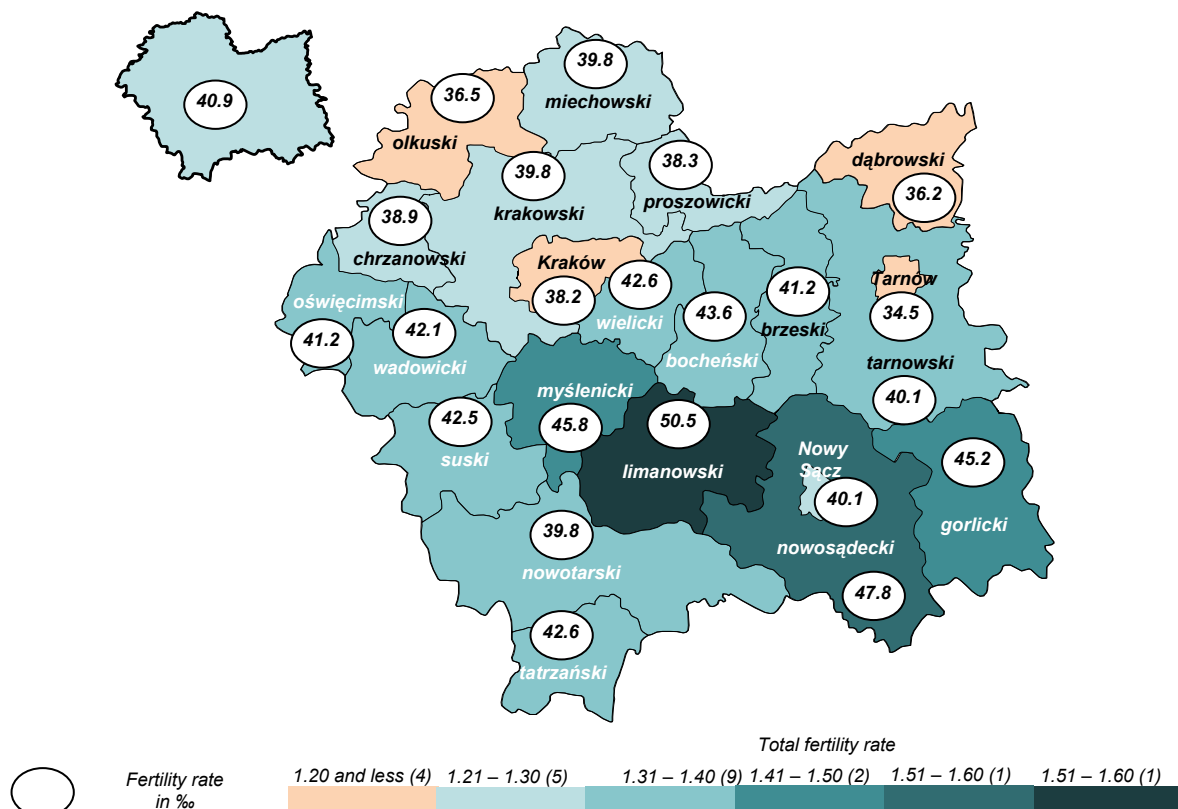 39.8
miechowski
40.9
36.5
olkuski
39.8
krakowski
38.3
proszowicki
dąbrowski
36.2
38.9
chrzanowski
Kraków
38.2
42.6
wielicki
43.6
bocheński
41.2
brzeski
Tarnów
34.5
tarnowski
40.1
oświęcimski
41.2
42.1
wadowicki
myślenicki
45.8
50.5
limanowski
42.5
suski
Nowy
Sącz
40.1
nowosądecki
47.8
45.2
gorlicki
39.8
nowotarski
42.6
tatrzański
Total fertility rate
Fertility rate
in ‰
1.20 and less (4)
1.21 – 1.30 (5)
1.31 – 1.40 (9)
1.41 – 1.50 (2)
1.51 – 1.60 (1)
1.51 – 1.60 (1)